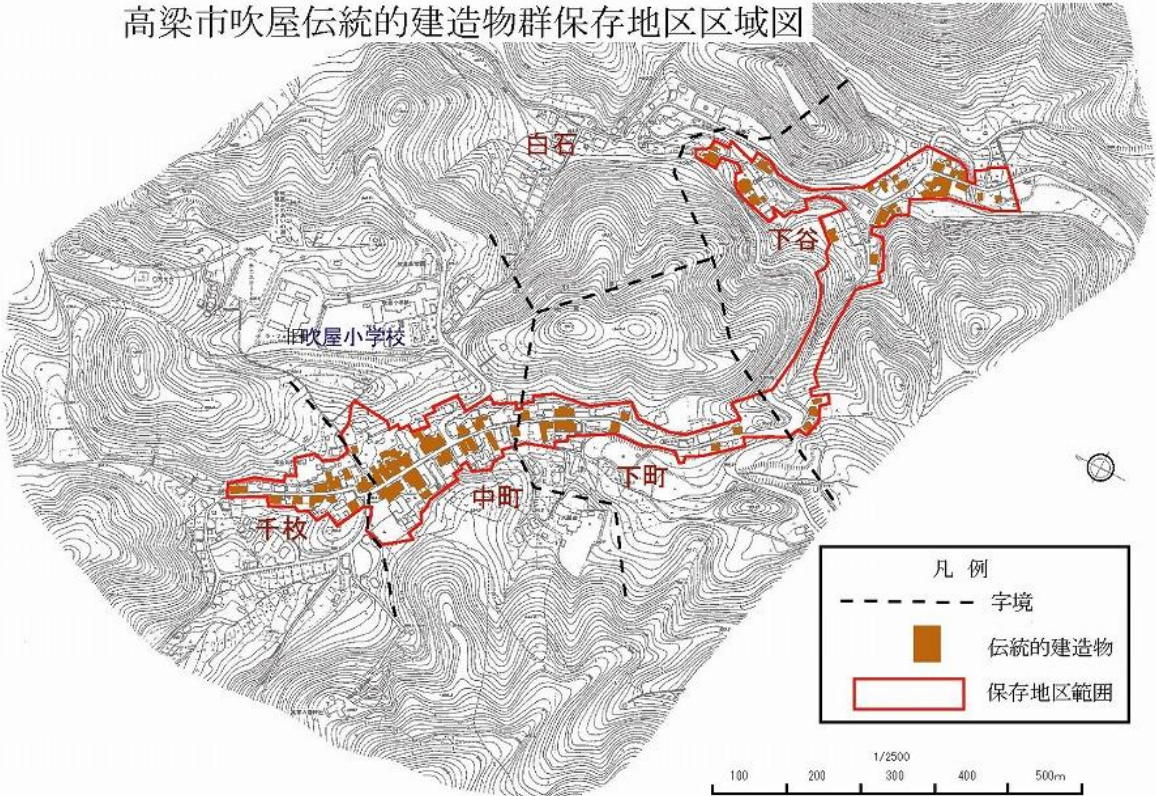 高梁市吹屋伝統的建造物群保存地区区域図
白石
下谷
旧吹屋小学校
下町
中町
千枚
凡 例
字境
伝統的建造物
保存地区範囲
1/2500
100 200 300 400 500m